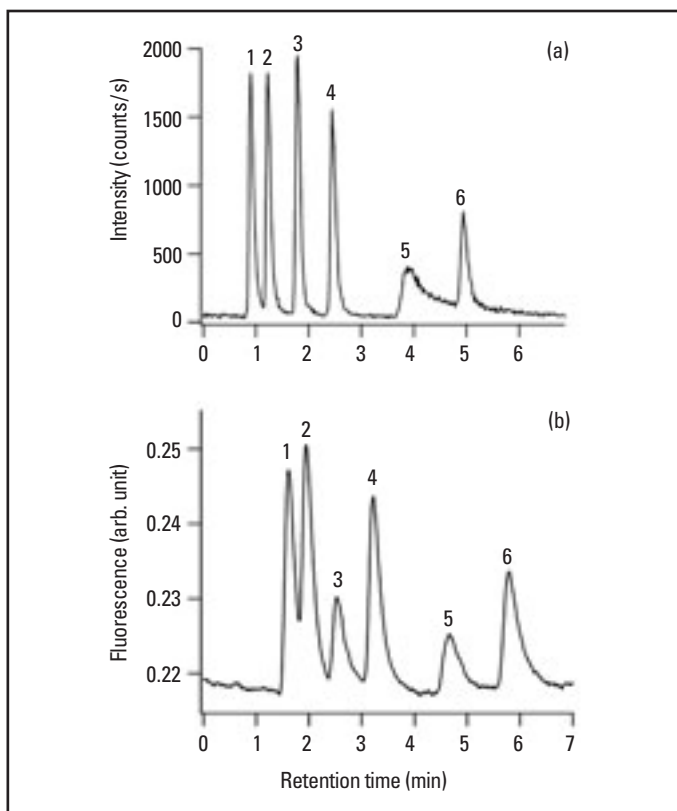 (a)
2000
1500
1000
500
0
Intensity (counts/s)
1 2 3 4 5 6
0 1 2 3 4 5 6
(b)
0.25
0.24
0.23
0.22
Fluorescence (arb. unit)
1 2 3 4 5 6
0 1 2 3 4 5 6 7
Retention time (min)